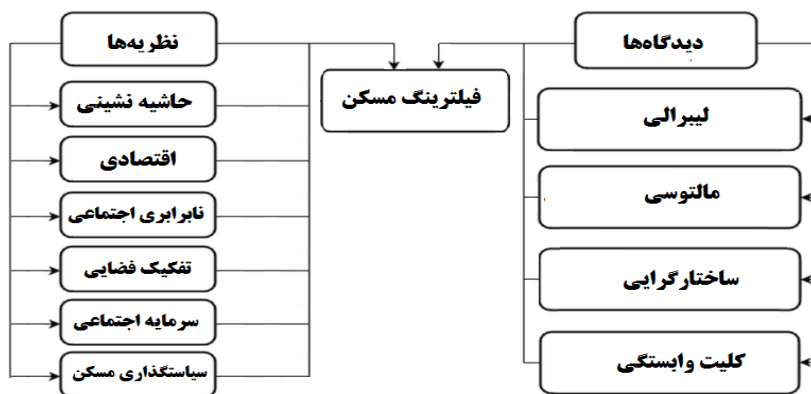 دیدگاه‌ها
لیبرالی
مالتوسی
ساختارگرایی
کلیت وابستگی
فیلترینگ مسکن
نظریه‌ها
حاشیه نشینی
اقتصادی
نابرابری اجتماعی
تفکیک فضایی
سرمایه اجتماعی
سیاستگذاری مسکن